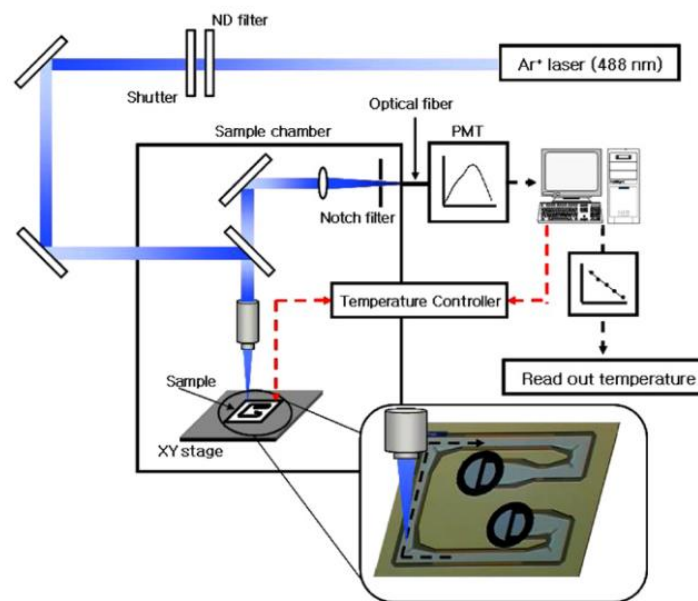 ND filter
Ar⁺ laser (488 nm)
Shutter
Optical fiber
Sample chamber
PMT
Notch filter
Temperature Controller
Sample
Read out temperature
XY stage